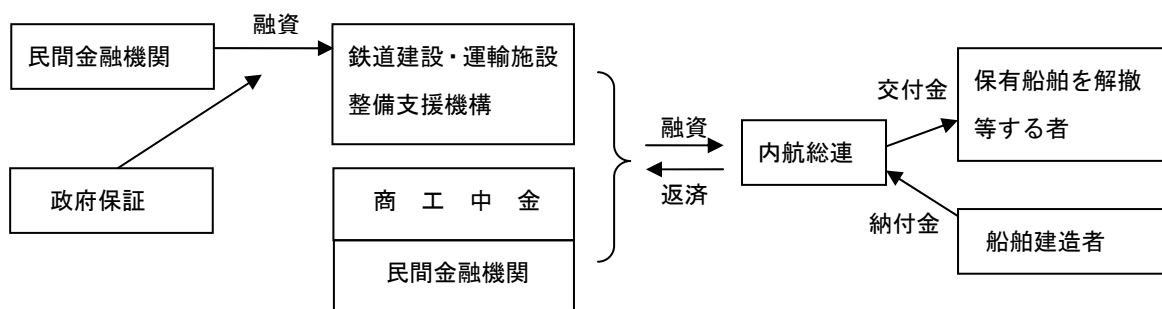 民間金融機関
融資
政府保証
鉄道建設・運輸施設
整備支援機構
商工中金
民間金融機関
融資
返済
内航総連
交付金
納付金
保有船舶を解撤
等する者
船舶建造者